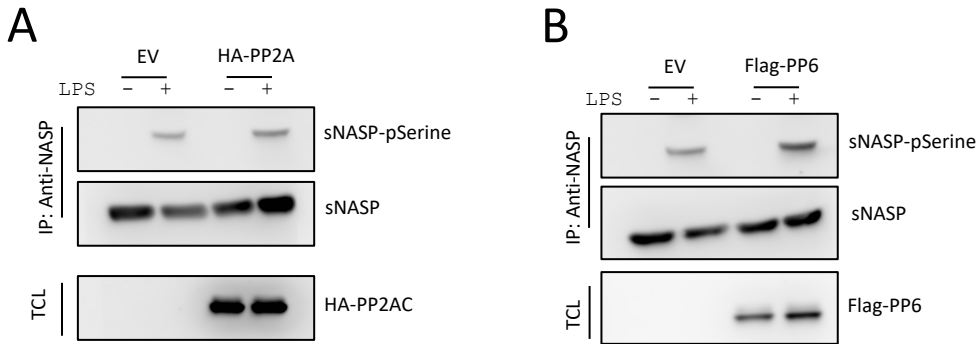 A
EV HA-PP2A
LPS − + − +
IP: Anti-NASP
sNASP-pSerine
sNASP
TCL
HA-PP2AC
B
EV Flag-PP6
LPS − + − +
IP: Anti-NASP
sNASP-pSerine
sNASP
TCL
Flag-PP6